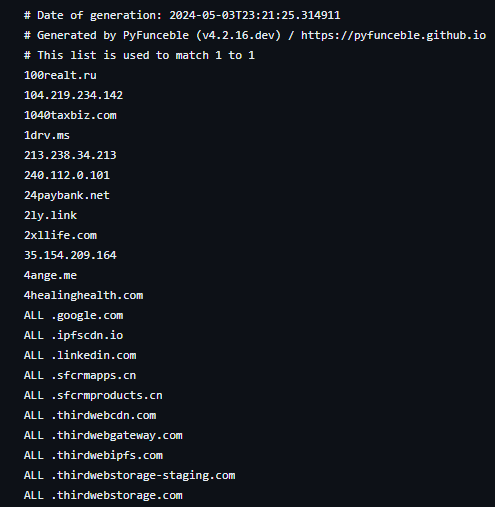 # Date of generation: 2024-05-03T23:21:25.314911
# Generated by PyFunceble (v4.2.16.dev) / https://pyfunceble.github.io
# This list is used to match 1 to 1
100realt.ru
104.219.234.142
1040taxbiz.com
1drv.ms
213.238.34.213
240.112.0.101
24paybank.net
2ly.link
2xllife.com
35.154.209.164
4ange.me
4healinghealth.com
ALL .google.com
ALL .ipfscdn.io
ALL .linkedin.com
ALL .sfcrmapps.cn
ALL .sfcrmproducts.cn
ALL .thirdwebcdn.com
ALL .thirdwebgateway.com
ALL .thirdwebipfs.com
ALL .thirdwebstorage-staging.com
ALL .thirdwebstorage.com